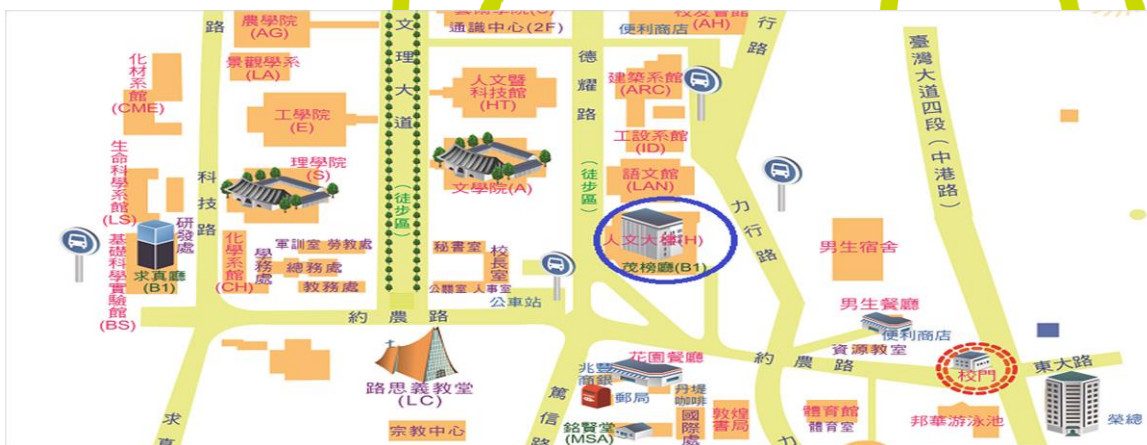 路
農學院
(AG)
通識中心(2F)
便利商店
(AH)
行路
景觀學系
(LA)
化材系館
(CME)
工學院
(E)
文理大道
(徒步區)
人文暨
科技館
(HT)
德耀路
(徒步區)
建築系館
(ARC)
工設系館
(ID)
臺灣大道四段(中港路)
生命科學系館
(LS)
理學院
(S)
科技路
文學院(A)
語文館
(LAN)
力行路
研發處
求真廳
(B1)
基礎科學實驗館
(BS)
化學系館
(CH)
學務處
軍訓室 勞教處
總務處
教務處
秘書室
校長室
公關室 人事室
公車站
人文大樓(H)
茂榜廳(B1)
男生宿舍
男生餐廳
便利商店
資源教室
約農路
路思義教堂
(LC)
宗教中心
求真
篤信路
兆豐
商銀
郵局
花園餐廳
丹堤
咖啡
銘賢堂
(MSA)
國際處
敦煌
書局
力
約農路
體育館
體育室
校門
東大路
邦華游泳池
榮總